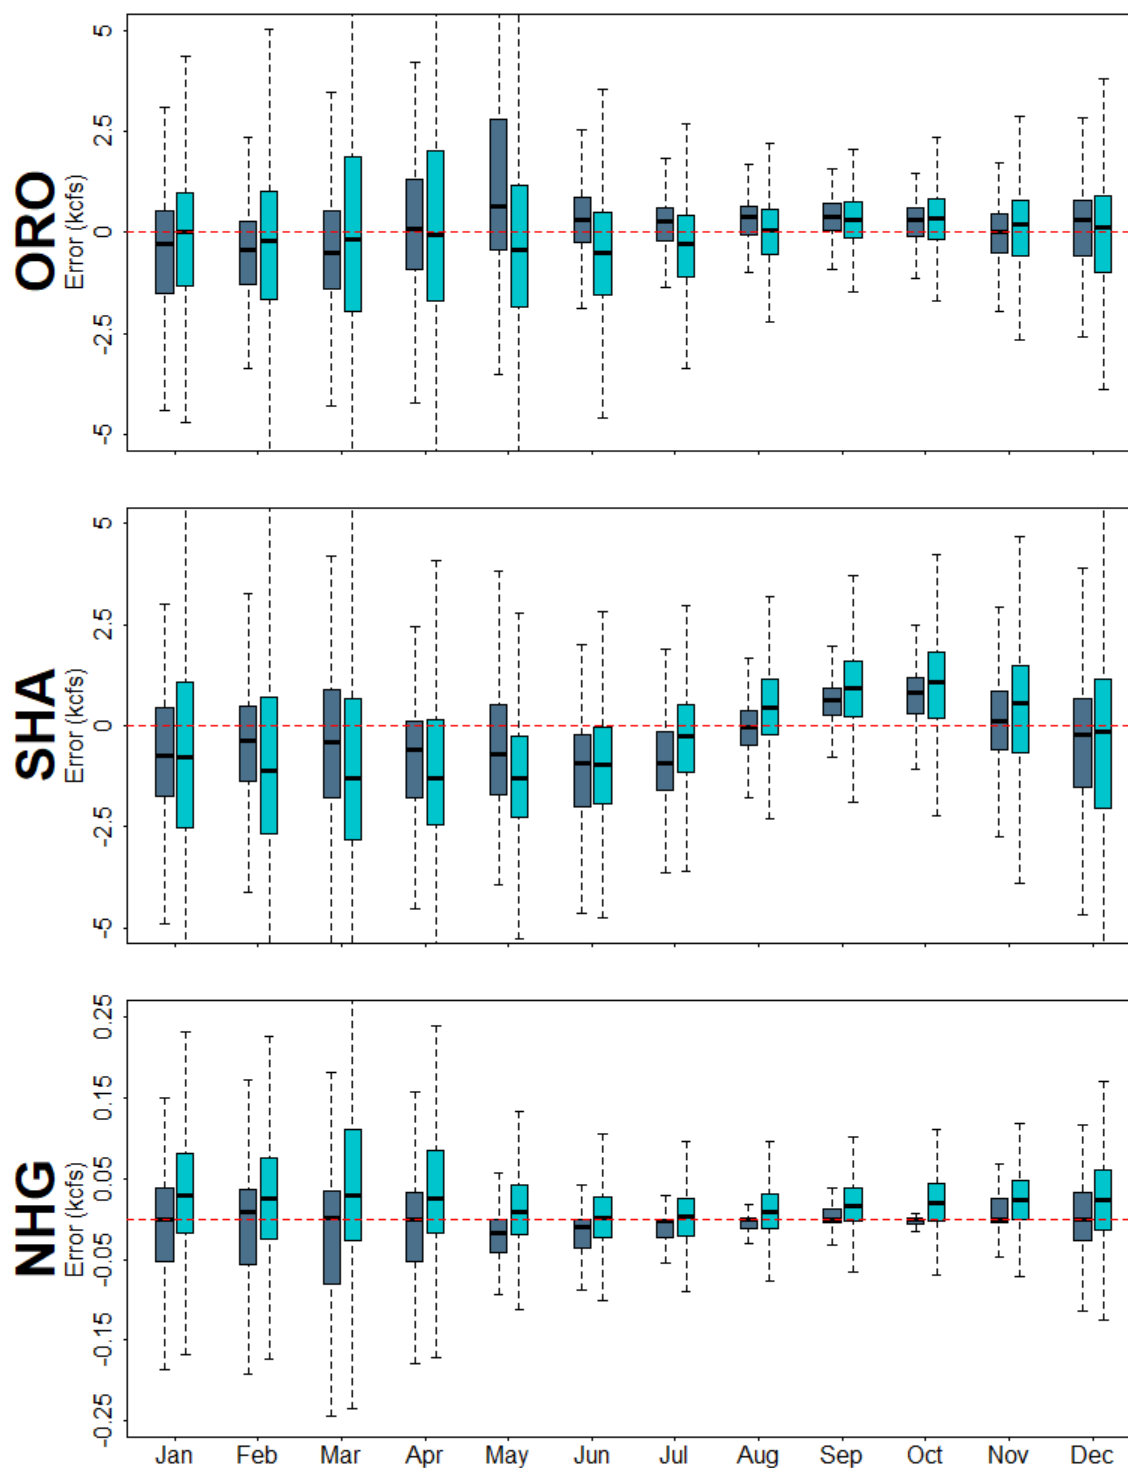 ORO
Error (kcfs)
5
2.5
0
-2.5
-5
SHA
Error (kcfs)
5
2.5
0
-2.5
-5
NHG
Error (kcfs)
0.25
0.15
0.05
-0.05
-0.15
-0.25
Jan Feb Mar Apr May Jun Jul Aug Sep Oct Nov Dec